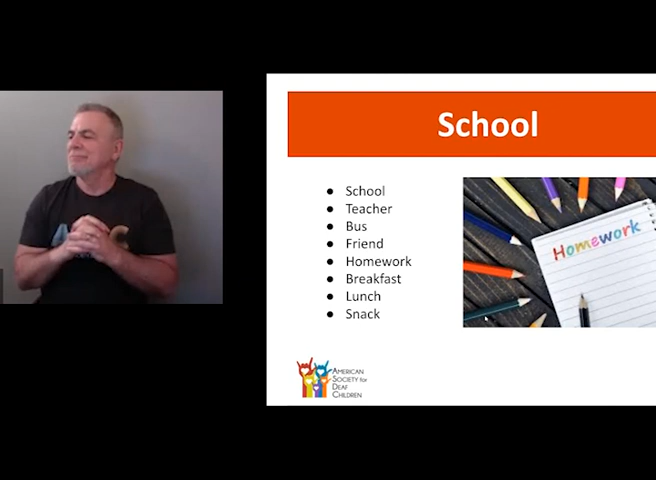 School
School
Teacher
Bus
Friend
Homework
Breakfast
Lunch
Snack
Homework
American
Society for
Deaf
Children